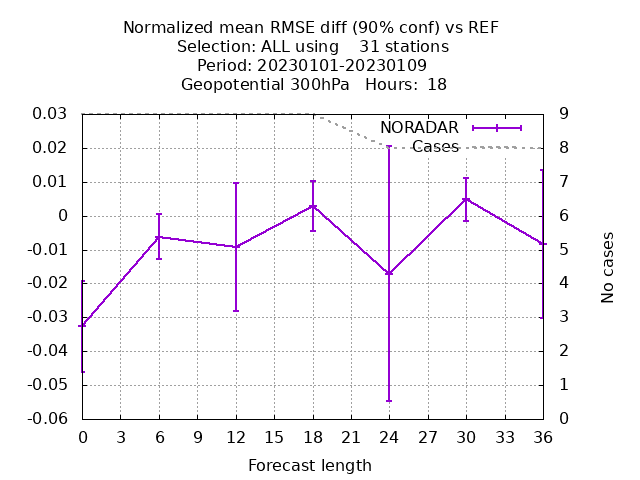 Normalized mean RMSE diff (90% conf) vs REF
Selection: ALL using    31 stations
Period: 20230101-20230109
Geopotential 300hPa   Hours:  18
0.03
0.02
0.01
0
-0.01
-0.02
-0.03
-0.04
-0.05
-0.06
NORADAR
Cases
9
8
7
6
5
4
3
2
1
0
No cases
0 3 6 9 12 15 18 21 24 27 30 33 36
Forecast length